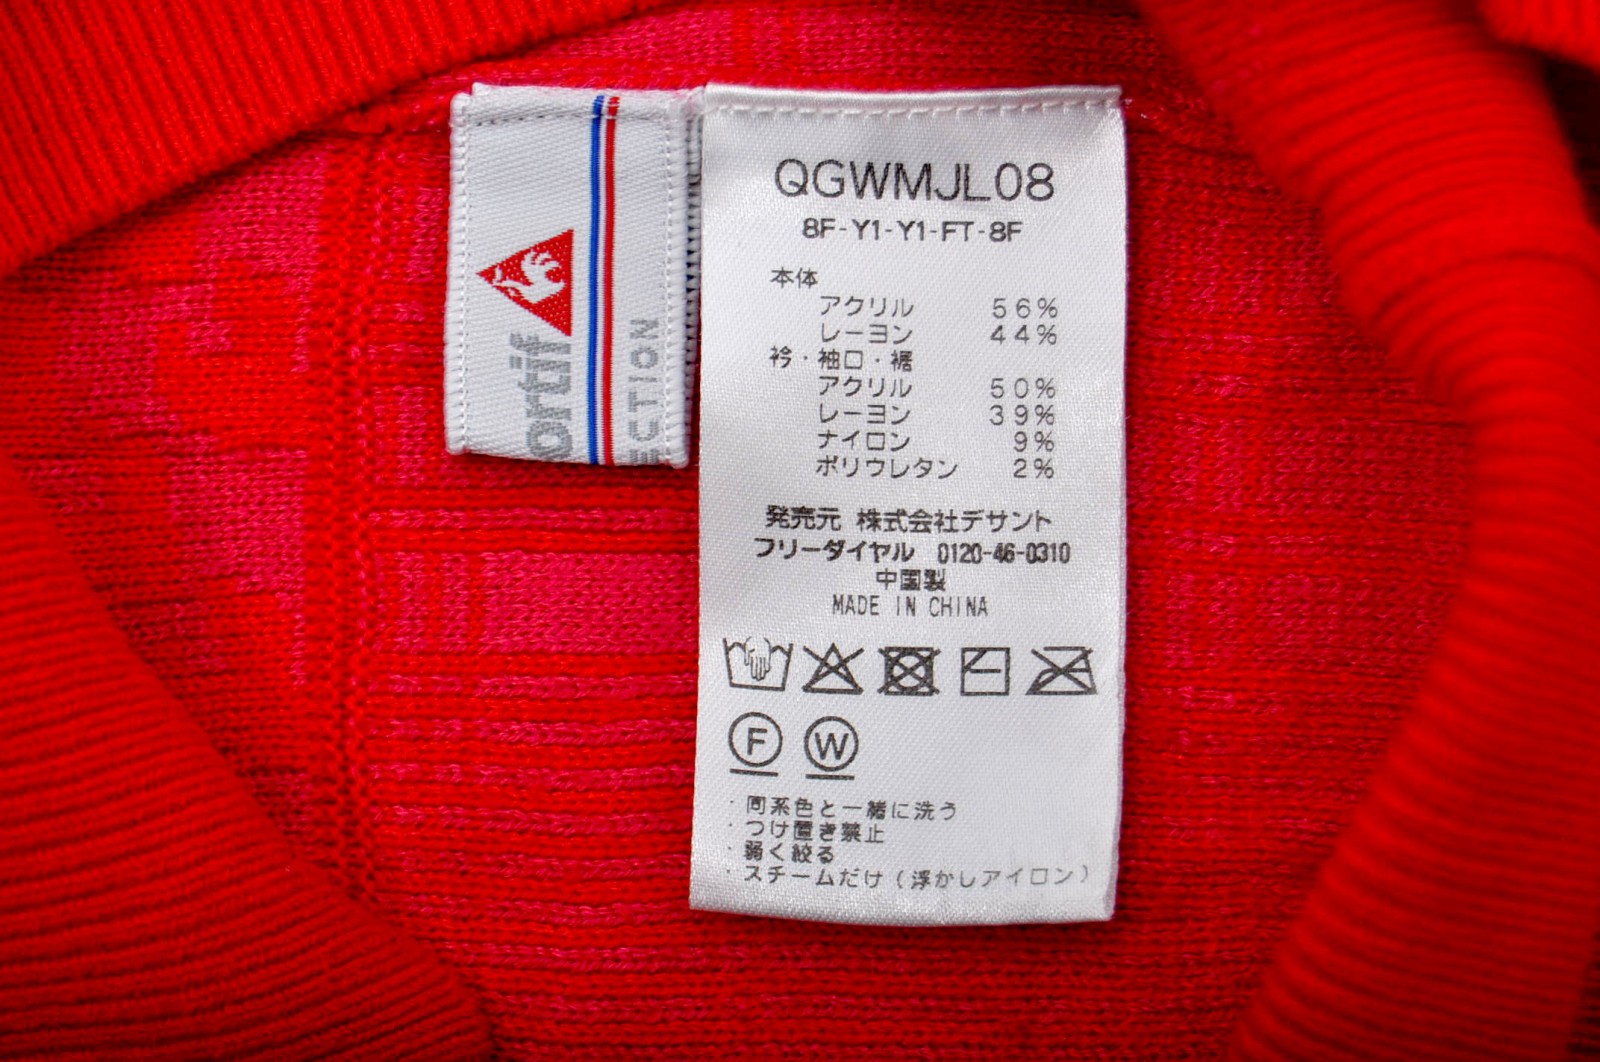 ortif
ECTION
QGWMJL08
8F-Y1-Y1-FT-8F
本体
アクリル 56%
レーヨン 44%
衿・袖口・裾
アクリル 50%
レーヨン 39%
ナイロン 9%
ポリウレタン 2%
発売元 株式会社デサント
フリーダイヤル 0120-46-0310
中国製
MADE IN CHINA
F W
・同系色と一緒に洗う
・つけ置き禁止
・弱く絞る
・スチームだけ(浮かしアイロン)